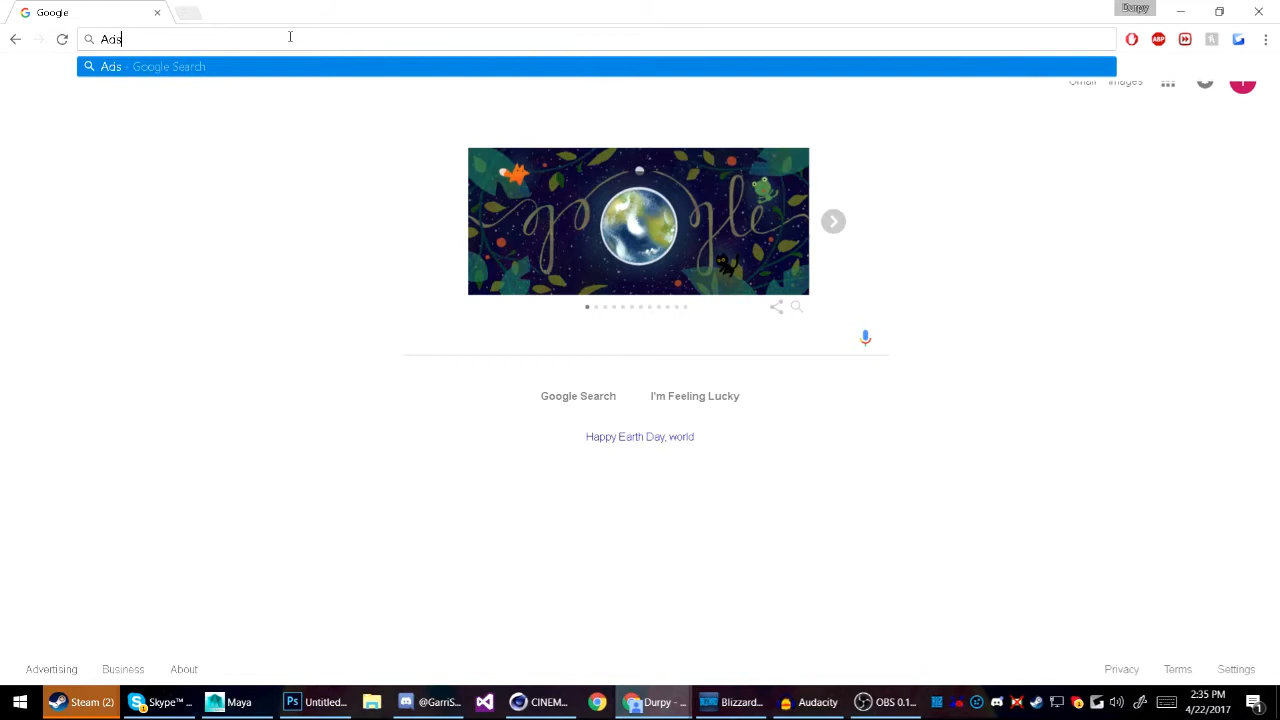 Google
Durpy
Ads
Ads - Google Search
Gmail Images
Google Search I'm Feeling Lucky
Happy Earth Day, world
Advertising Business About Privacy Terms Settings
Steam (2) Skype™ ... Maya Untitled... @GarriS... CINEM... Durpy - ... Blizzard... Audacity OBS 0.1... 2:35 PM
4/22/2017